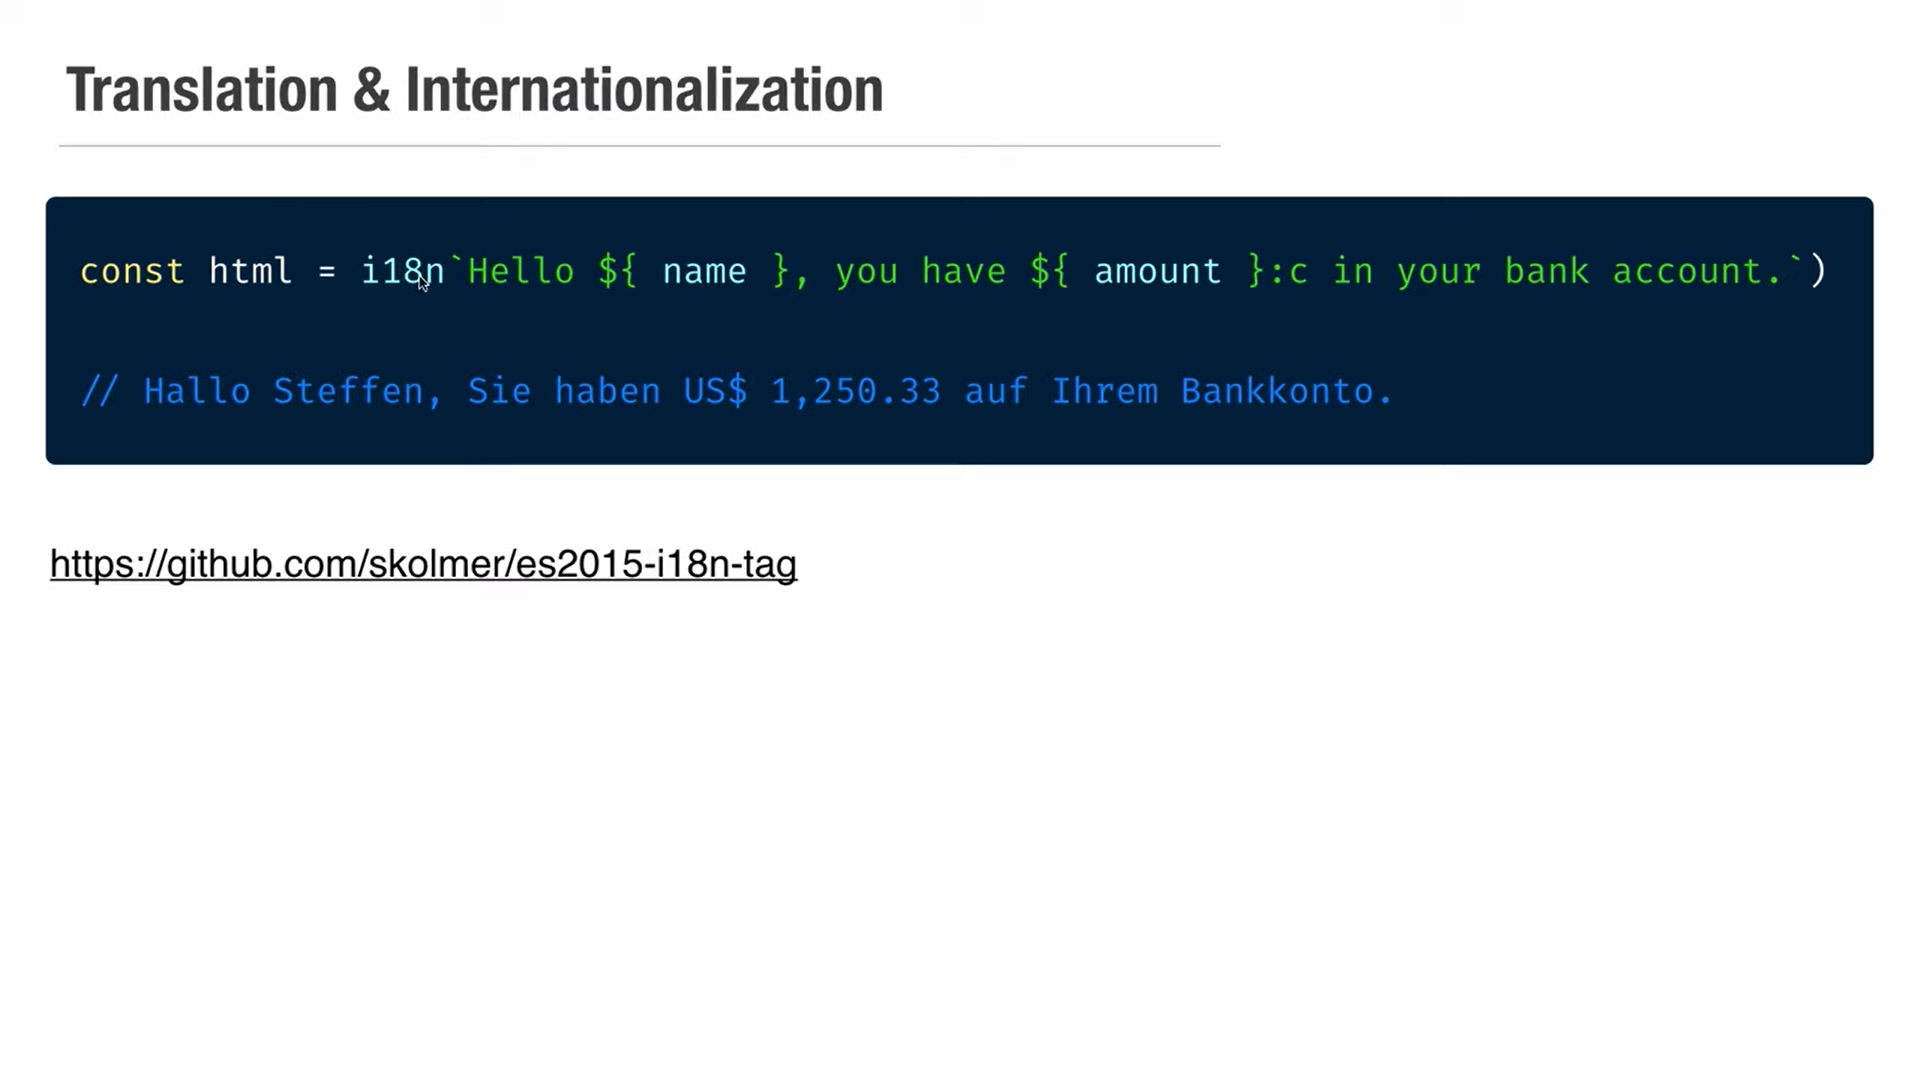 Translation & Internationalization
const html = i18n`Hello ${ name }, you have ${ amount }:c in your bank account.`)
// Hallo Steffen, Sie haben US$ 1,250.33 auf Ihrem Bankkonto.
https://github.com/skolmer/es2015-i18n-tag